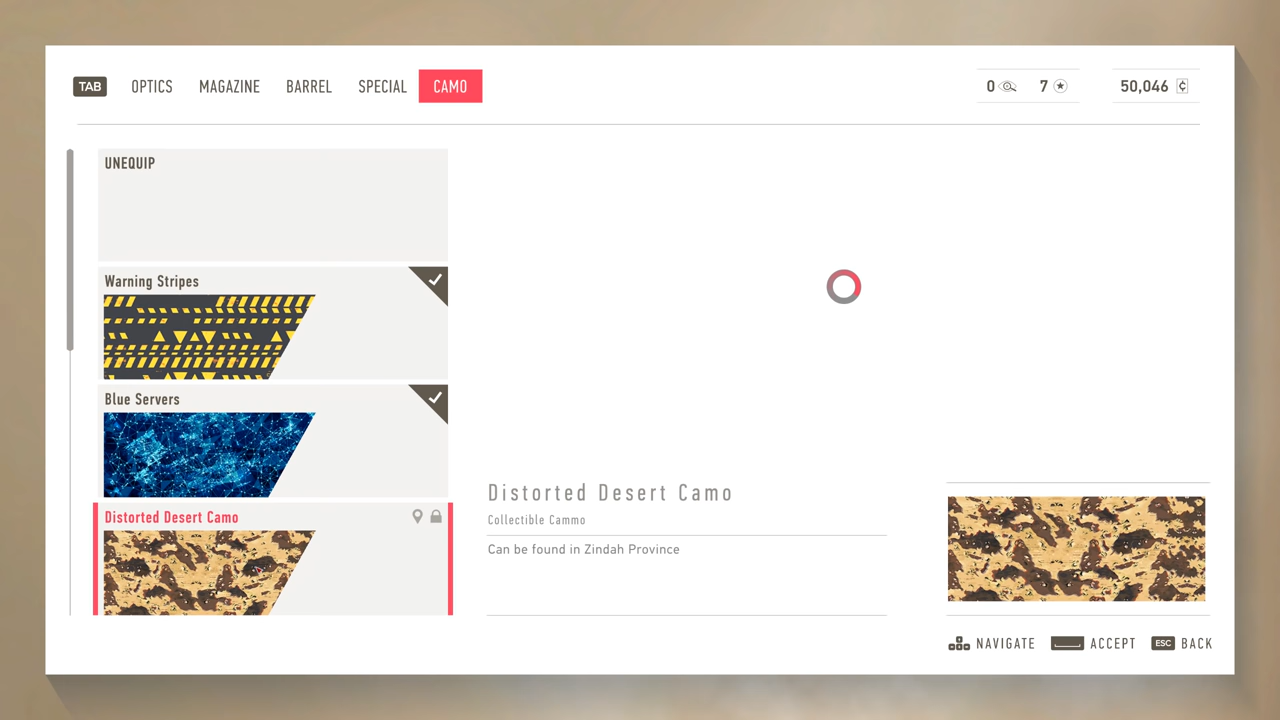 TAB OPTICS MAGAZINE BARREL SPECIAL CAMO 0 7 50,046
UNEQUIP
Warning Stripes
Blue Servers
Distorted Desert Camo
Distorted Desert Camo
Collectible Cammo
Can be found in Zindah Province
NAVIGATE ACCEPT ESC BACK